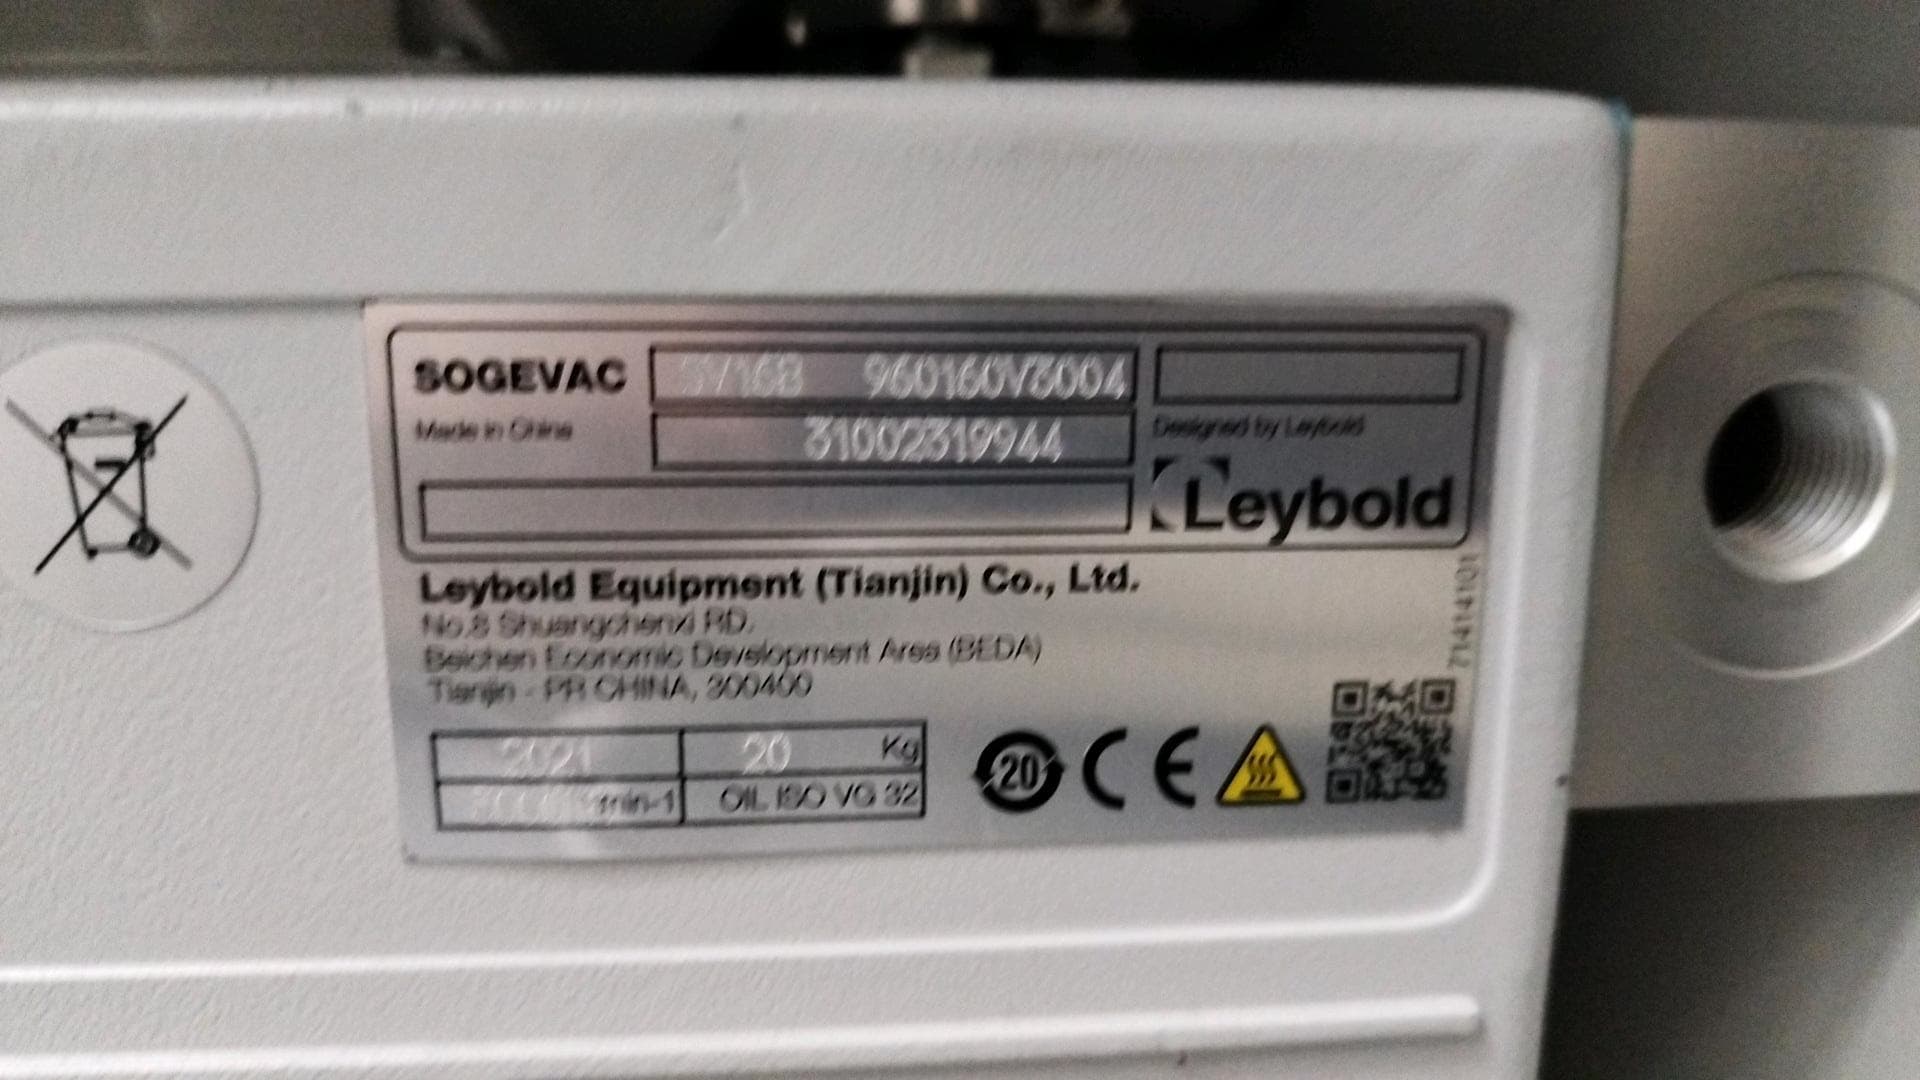 SOGEVAC SV16B 960160V3004
Made in China 31002319944 Designed by Leybold
Leybold
Leybold Equipment (Tianjin) Co., Ltd.
No.8 Shuangchenxi RD.
Beichen Economic Development Area (BEDA)
Tianjin - PR CHINA, 300400
2021 20 Kg
min-1 OIL ISO VG 32
20 CE
714141101